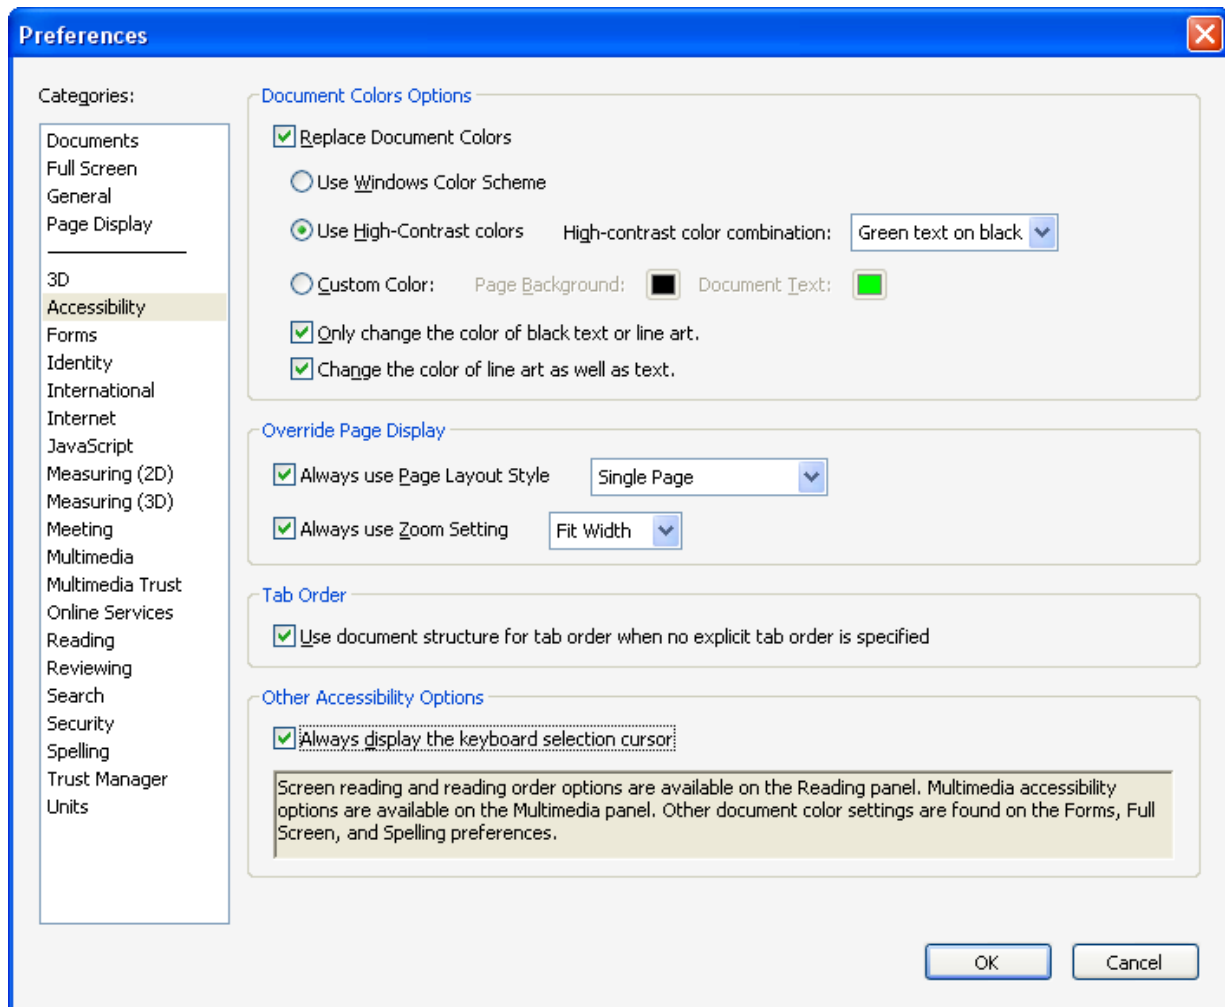 Preferences
Categories:
Documents
Full Screen
General
Page Display
3D
Accessibility
Forms
Identity
International
Internet
JavaScript
Measuring (2D)
Measuring (3D)
Meeting
Multimedia
Multimedia Trust
Online Services
Reading
Reviewing
Search
Security
Spelling
Trust Manager
Units
Document Colors Options
Replace Document Colors
Use Windows Color Scheme
Use High-Contrast colors High-contrast color combination: Green text on black
Custom Color: Page Background: Document Text:
Only change the color of black text or line art.
Change the color of line art as well as text.
Override Page Display
Always use Page Layout Style Single Page
Always use Zoom Setting Fit Width
Tab Order
Use document structure for tab order when no explicit tab order is specified
Other Accessibility Options
Always display the keyboard selection cursor
Screen reading and reading order options are available on the Reading panel. Multimedia accessibility
options are available on the Multimedia panel. Other document color settings are found on the Forms, Full
Screen, and Spelling preferences.
OK Cancel